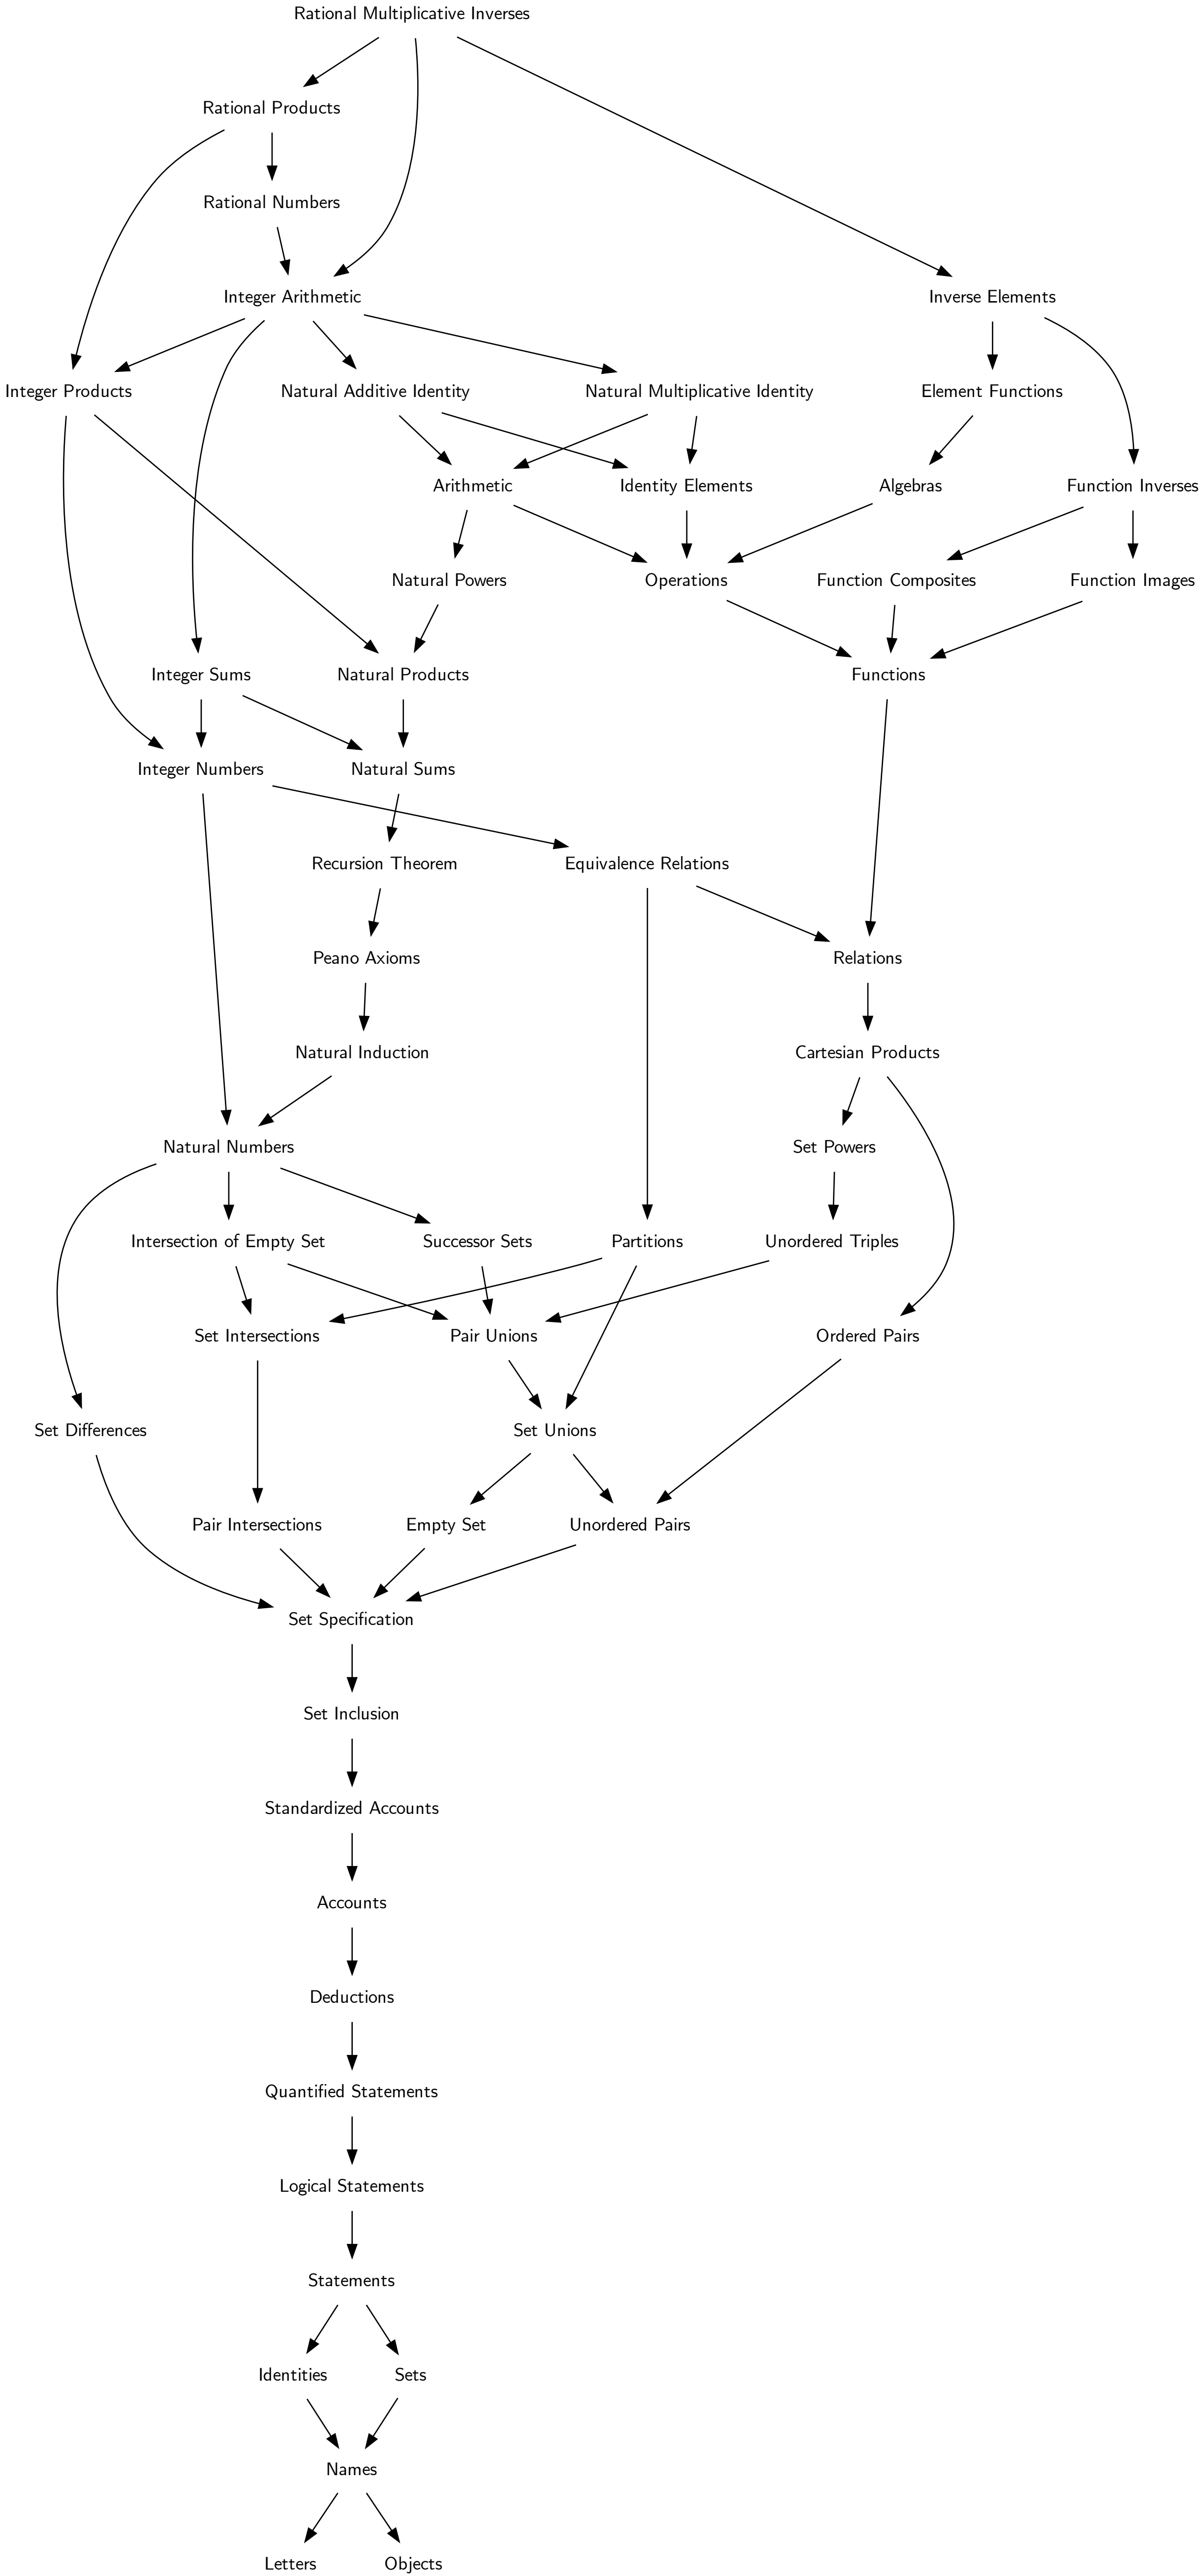 Rational Multiplicative Inverses
Rational Products
Rational Numbers
Integer Arithmetic
Inverse Elements
Integer Products
Natural Additive Identity
Natural Multiplicative Identity
Element Functions
Arithmetic
Identity Elements
Algebras
Function Inverses
Natural Powers
Operations
Function Composites
Function Images
Integer Sums
Natural Products
Functions
Integer Numbers
Natural Sums
Recursion Theorem
Equivalence Relations
Peano Axioms
Relations
Natural Induction
Cartesian Products
Natural Numbers
Set Powers
Intersection of Empty Set
Successor Sets
Partitions
Unordered Triples
Set Intersections
Pair Unions
Ordered Pairs
Set Differences
Set Unions
Pair Intersections
Empty Set
Unordered Pairs
Set Specification
Set Inclusion
Standardized Accounts
Accounts
Deductions
Quantified Statements
Logical Statements
Statements
Identities
Sets
Names
Letters
Objects